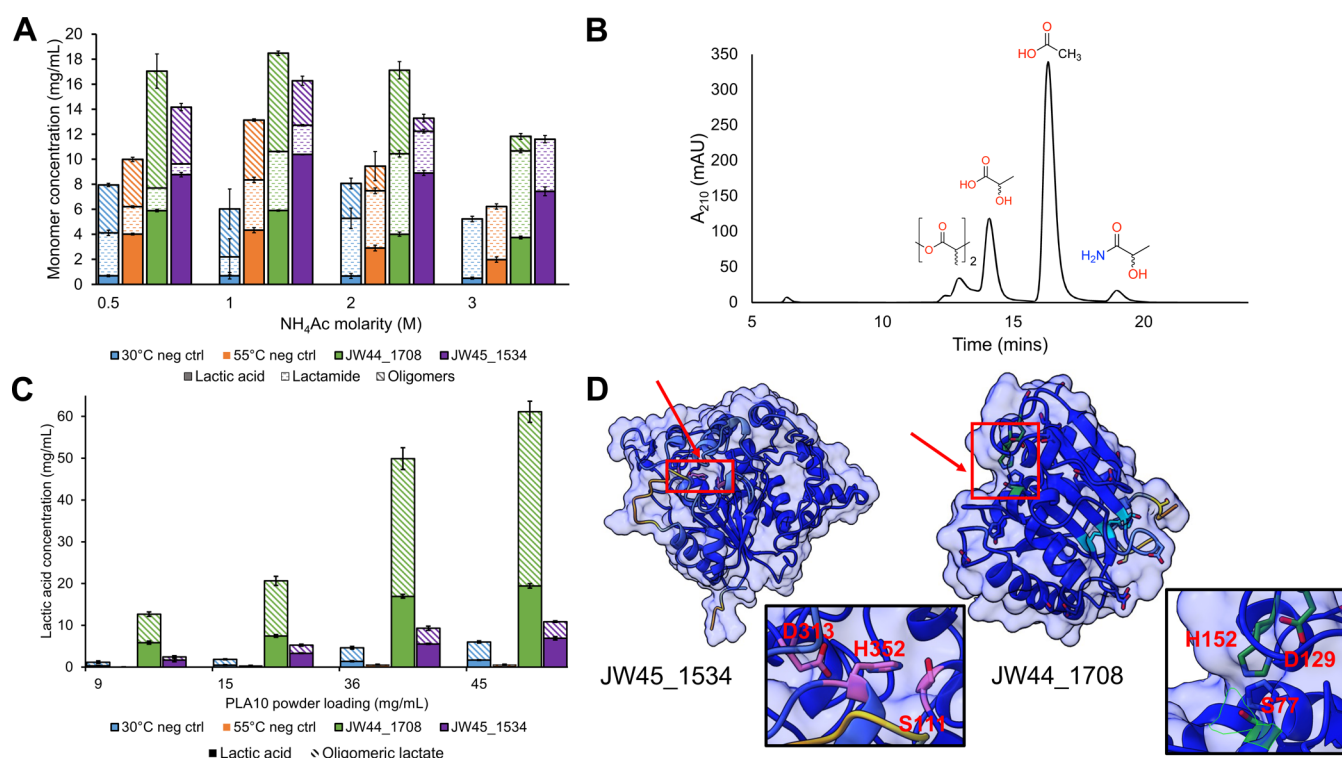 A
Monomer concentration (mg/mL)
20
18
16
14
12
10
8
6
4
2
0
0.5
1
2
3
NH₄Ac molarity (M)
30°C neg ctrl
55°C neg ctrl
JW44_1708
JW45_1534
Lactic acid
Lactamide
Oligomers
B
A₂₁₀ (mAU)
350
300
250
200
150
100
50
0
5
10
15
20
Time (mins)
O
O
2
O
HO
OH
O
HO
CH₃
O
H₂N
OH
C
Lactic acid concentration (mg/mL)
60
50
40
30
20
10
0
9
15
36
45
PLA10 powder loading (mg/mL)
30°C neg ctrl
55°C neg ctrl
JW44_1708
JW45_1534
Lactic acid
Oligomeric lactate
D
JW45_1534
D313
H352
S111
JW44_1708
H152
D129
S77